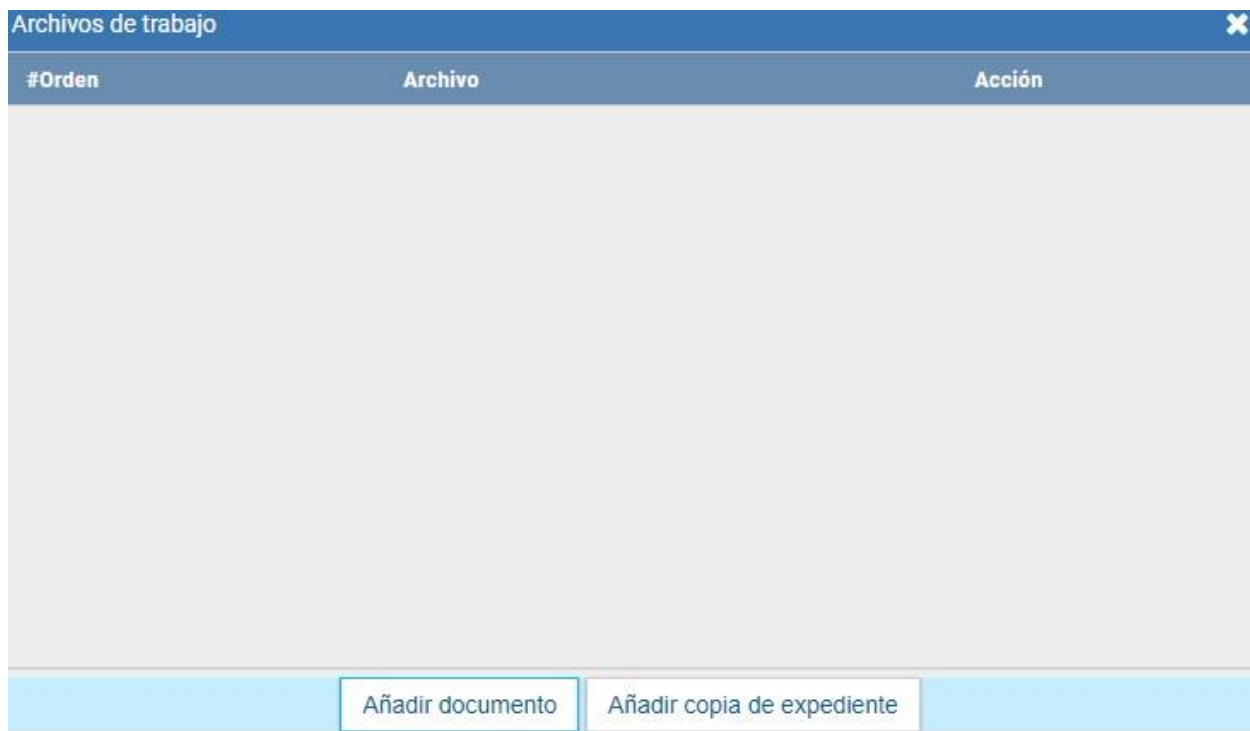 Archivos de trabajo
#Orden Archivo Acción
Añadir documento Añadir copia de expediente